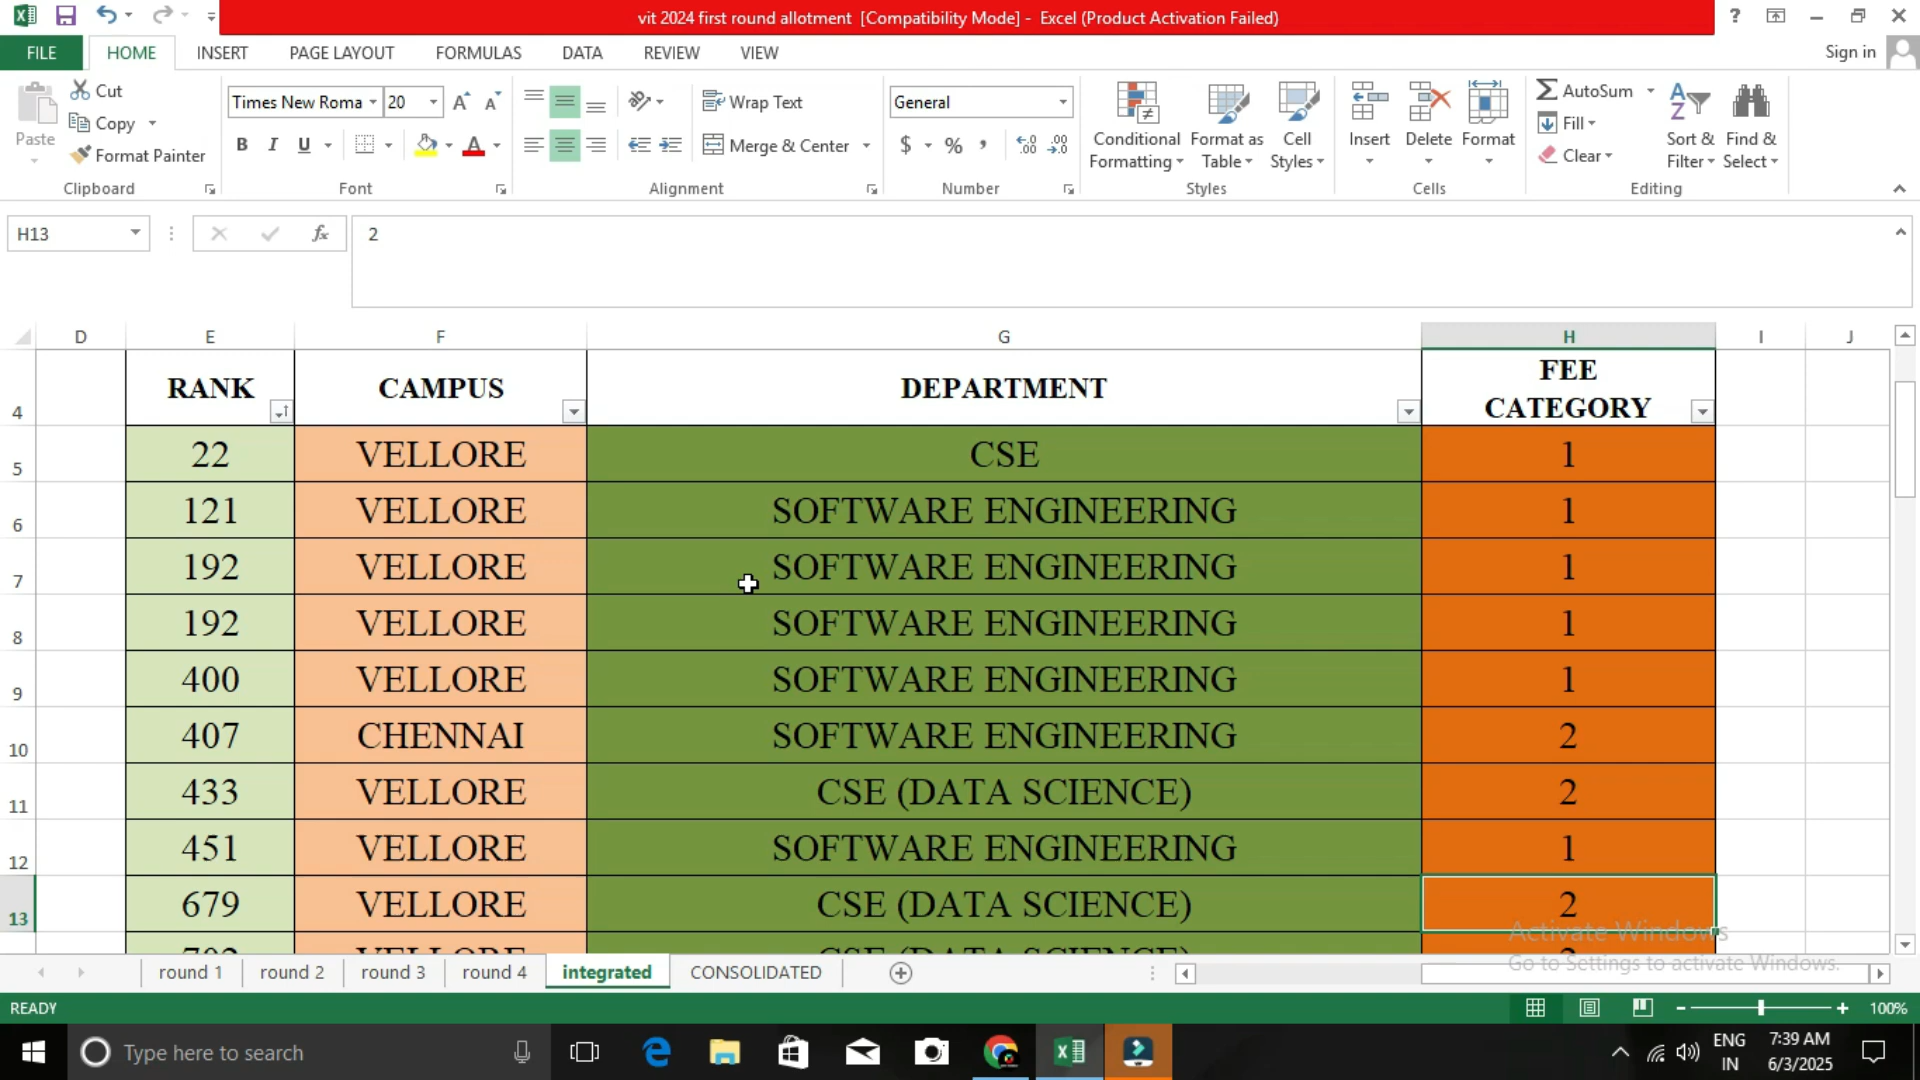 vit 2024 first round allotment [Compatibility Mode] - Excel (Product Activation Failed)
FILE HOME INSERT PAGE LAYOUT FORMULAS DATA REVIEW VIEW Sign in
Paste
Cut
Copy
Format Painter
Clipboard
Times New Roma 20
B I U A
Font
Wrap Text
Merge & Center
Alignment
General
$ % ,
Number
Conditional Formatting
Format as Table
Cell Styles
Styles
Insert
Delete
Format
Cells
AutoSum
Fill
Clear
Sort & Filter
Find & Select
Editing
H13 fx 2
D E F G H I J
4 RANK CAMPUS DEPARTMENT FEE CATEGORY
5 22 VELLORE CSE 1
6 121 VELLORE SOFTWARE ENGINEERING 1
7 192 VELLORE SOFTWARE ENGINEERING 1
8 192 VELLORE SOFTWARE ENGINEERING 1
9 400 VELLORE SOFTWARE ENGINEERING 1
10 407 CHENNAI SOFTWARE ENGINEERING 2
11 433 VELLORE CSE (DATA SCIENCE) 2
12 451 VELLORE SOFTWARE ENGINEERING 1
13 679 VELLORE CSE (DATA SCIENCE) 2
Activate Windows
Go to Settings to activate Windows.
round 1 round 2 round 3 round 4 integrated CONSOLIDATED
READY 100%
Type here to search
ENG
IN
7:39 AM
6/3/2025